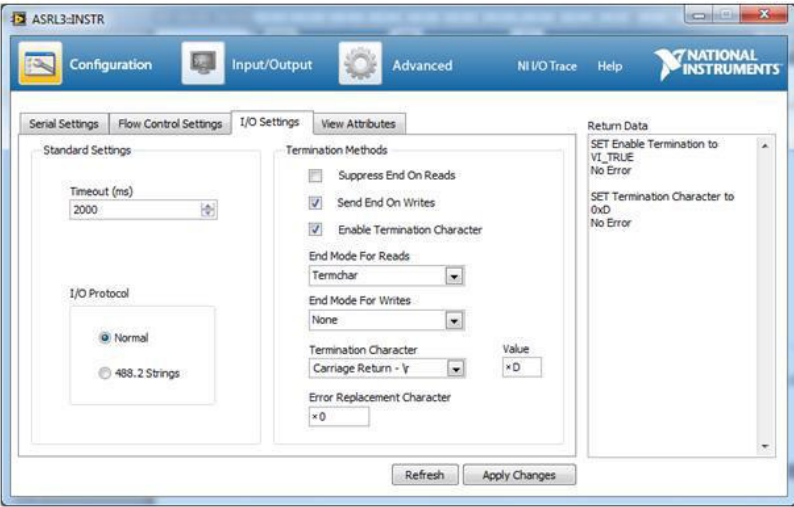 ASRL3::INSTR
Configuration
Input/Output
Advanced
NI I/O Trace
Help
NATIONAL
INSTRUMENTS
Serial Settings
Flow Control Settings
I/O Settings
View Attributes
Standard Settings
Timeout (ms)
2000
I/O Protocol
Normal
488.2 Strings
Termination Methods
Suppress End On Reads
Send End On Writes
Enable Termination Character
End Mode For Reads
Termchar
End Mode For Writes
None
Termination Character
Value
Carriage Return - \r
xD
Error Replacement Character
x0
Return Data
SET Enable Termination to
VI_TRUE
No Error
SET Termination Character to
0xD
No Error
Refresh
Apply Changes